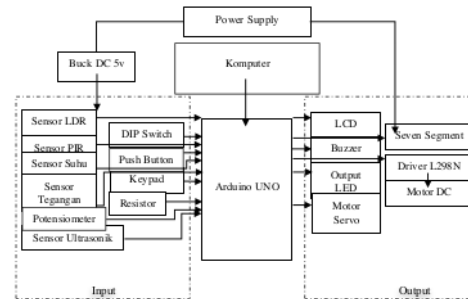 Power Supply
Buck DC 5v
Komputer
Sensor LDR
Sensor PIR
Sensor Suhu
Sensor
Tegangan
Potensiometer
Sensor Ultrasonik
DIP Switch
Push Button
Keypad
Resistor
Arduino UNO
LCD
Buzzer
Output
LED
Motor
Servo
Seven Segment
Driver L298N
Motor DC
Input
Output